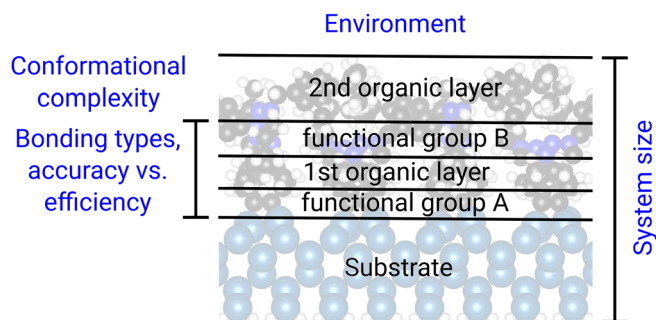 Environment
Conformational
complexity
2nd organic layer
Bonding types,
accuracy vs.
efficiency
functional group B
1st organic layer
functional group A
Substrate
System size